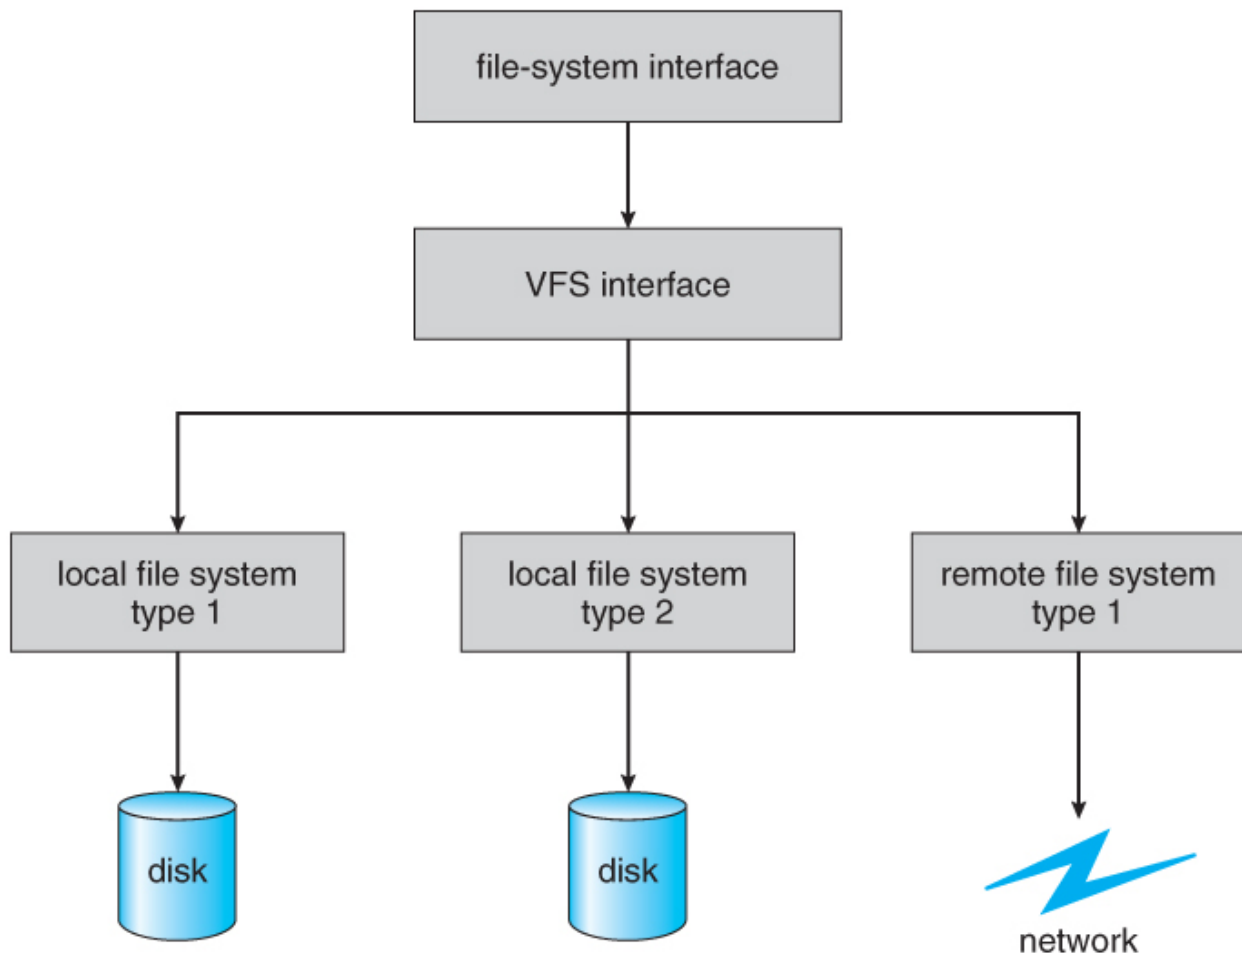 file-system interface
VFS interface
local file system
type 1
local file system
type 2
remote file system
type 1
disk
disk
network